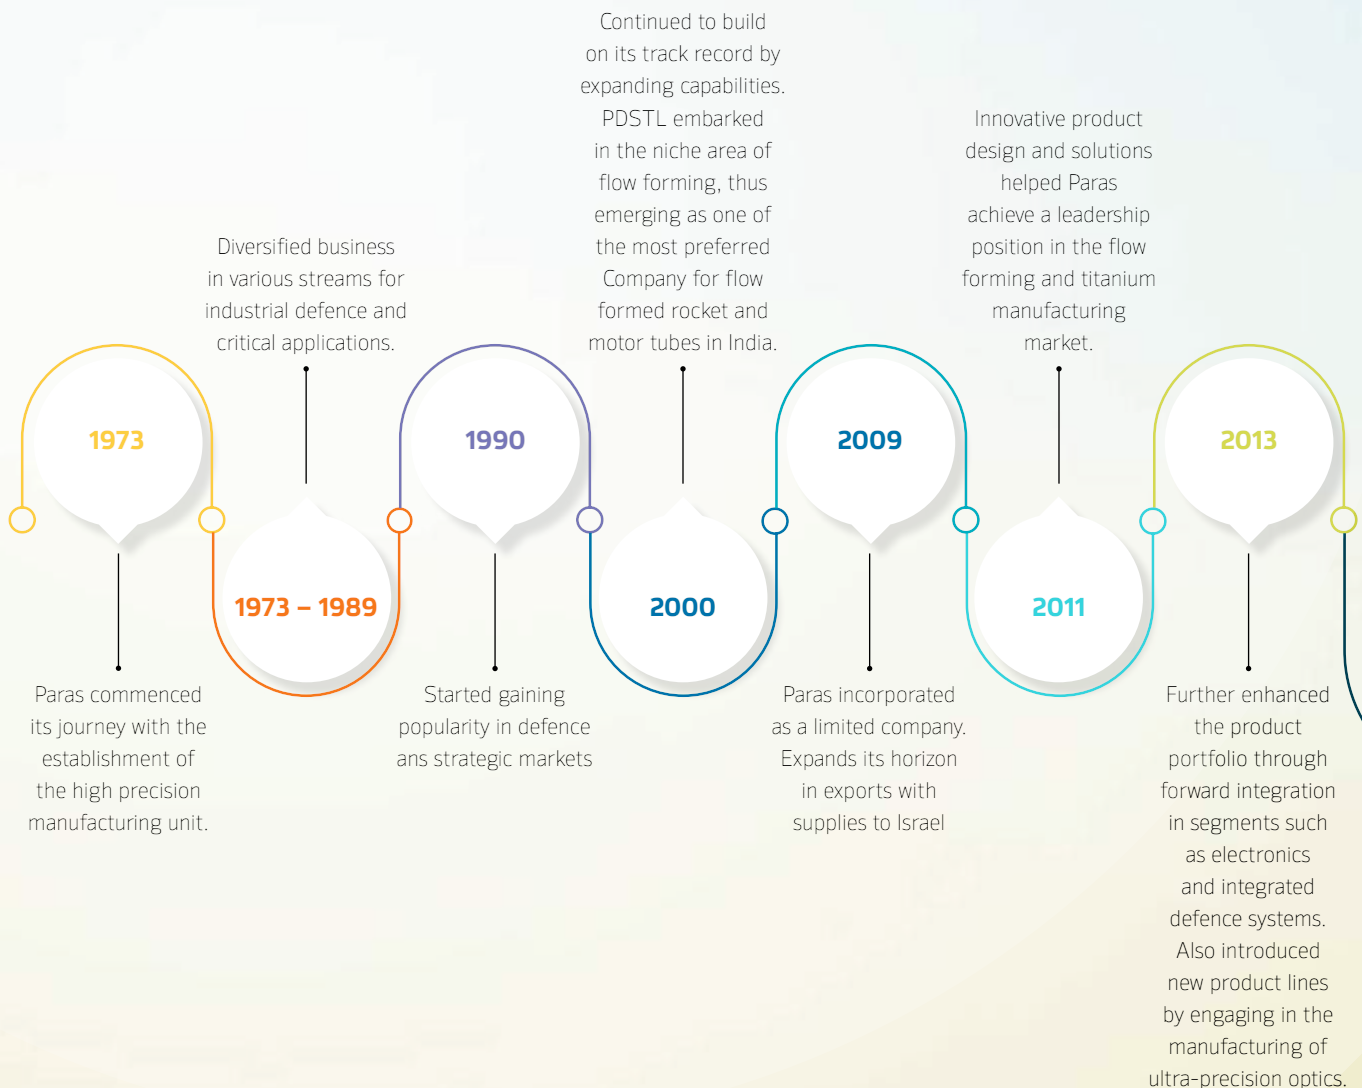 1973
Paras commenced
its journey with the
establishment of
the high precision
manufacturing unit.
Diversified business
in various streams for
industrial defence and
critical applications.
1973 – 1989
1990
Started gaining
popularity in defence
ans strategic markets
Continued to build
on its track record by
expanding capabilities.
PDSTL embarked
in the niche area of
flow forming, thus
emerging as one of
the most preferred
Company for flow
formed rocket and
motor tubes in India.
2000
2009
Paras incorporated
as a limited company.
Expands its horizon
in exports with
supplies to Israel
Innovative product
design and solutions
helped Paras
achieve a leadership
position in the flow
forming and titanium
manufacturing
market.
2011
2013
Further enhanced
the product
portfolio through
forward integration
in segments such
as electronics
and integrated
defence systems.
Also introduced
new product lines
by engaging in the
manufacturing of
ultra-precision optics.